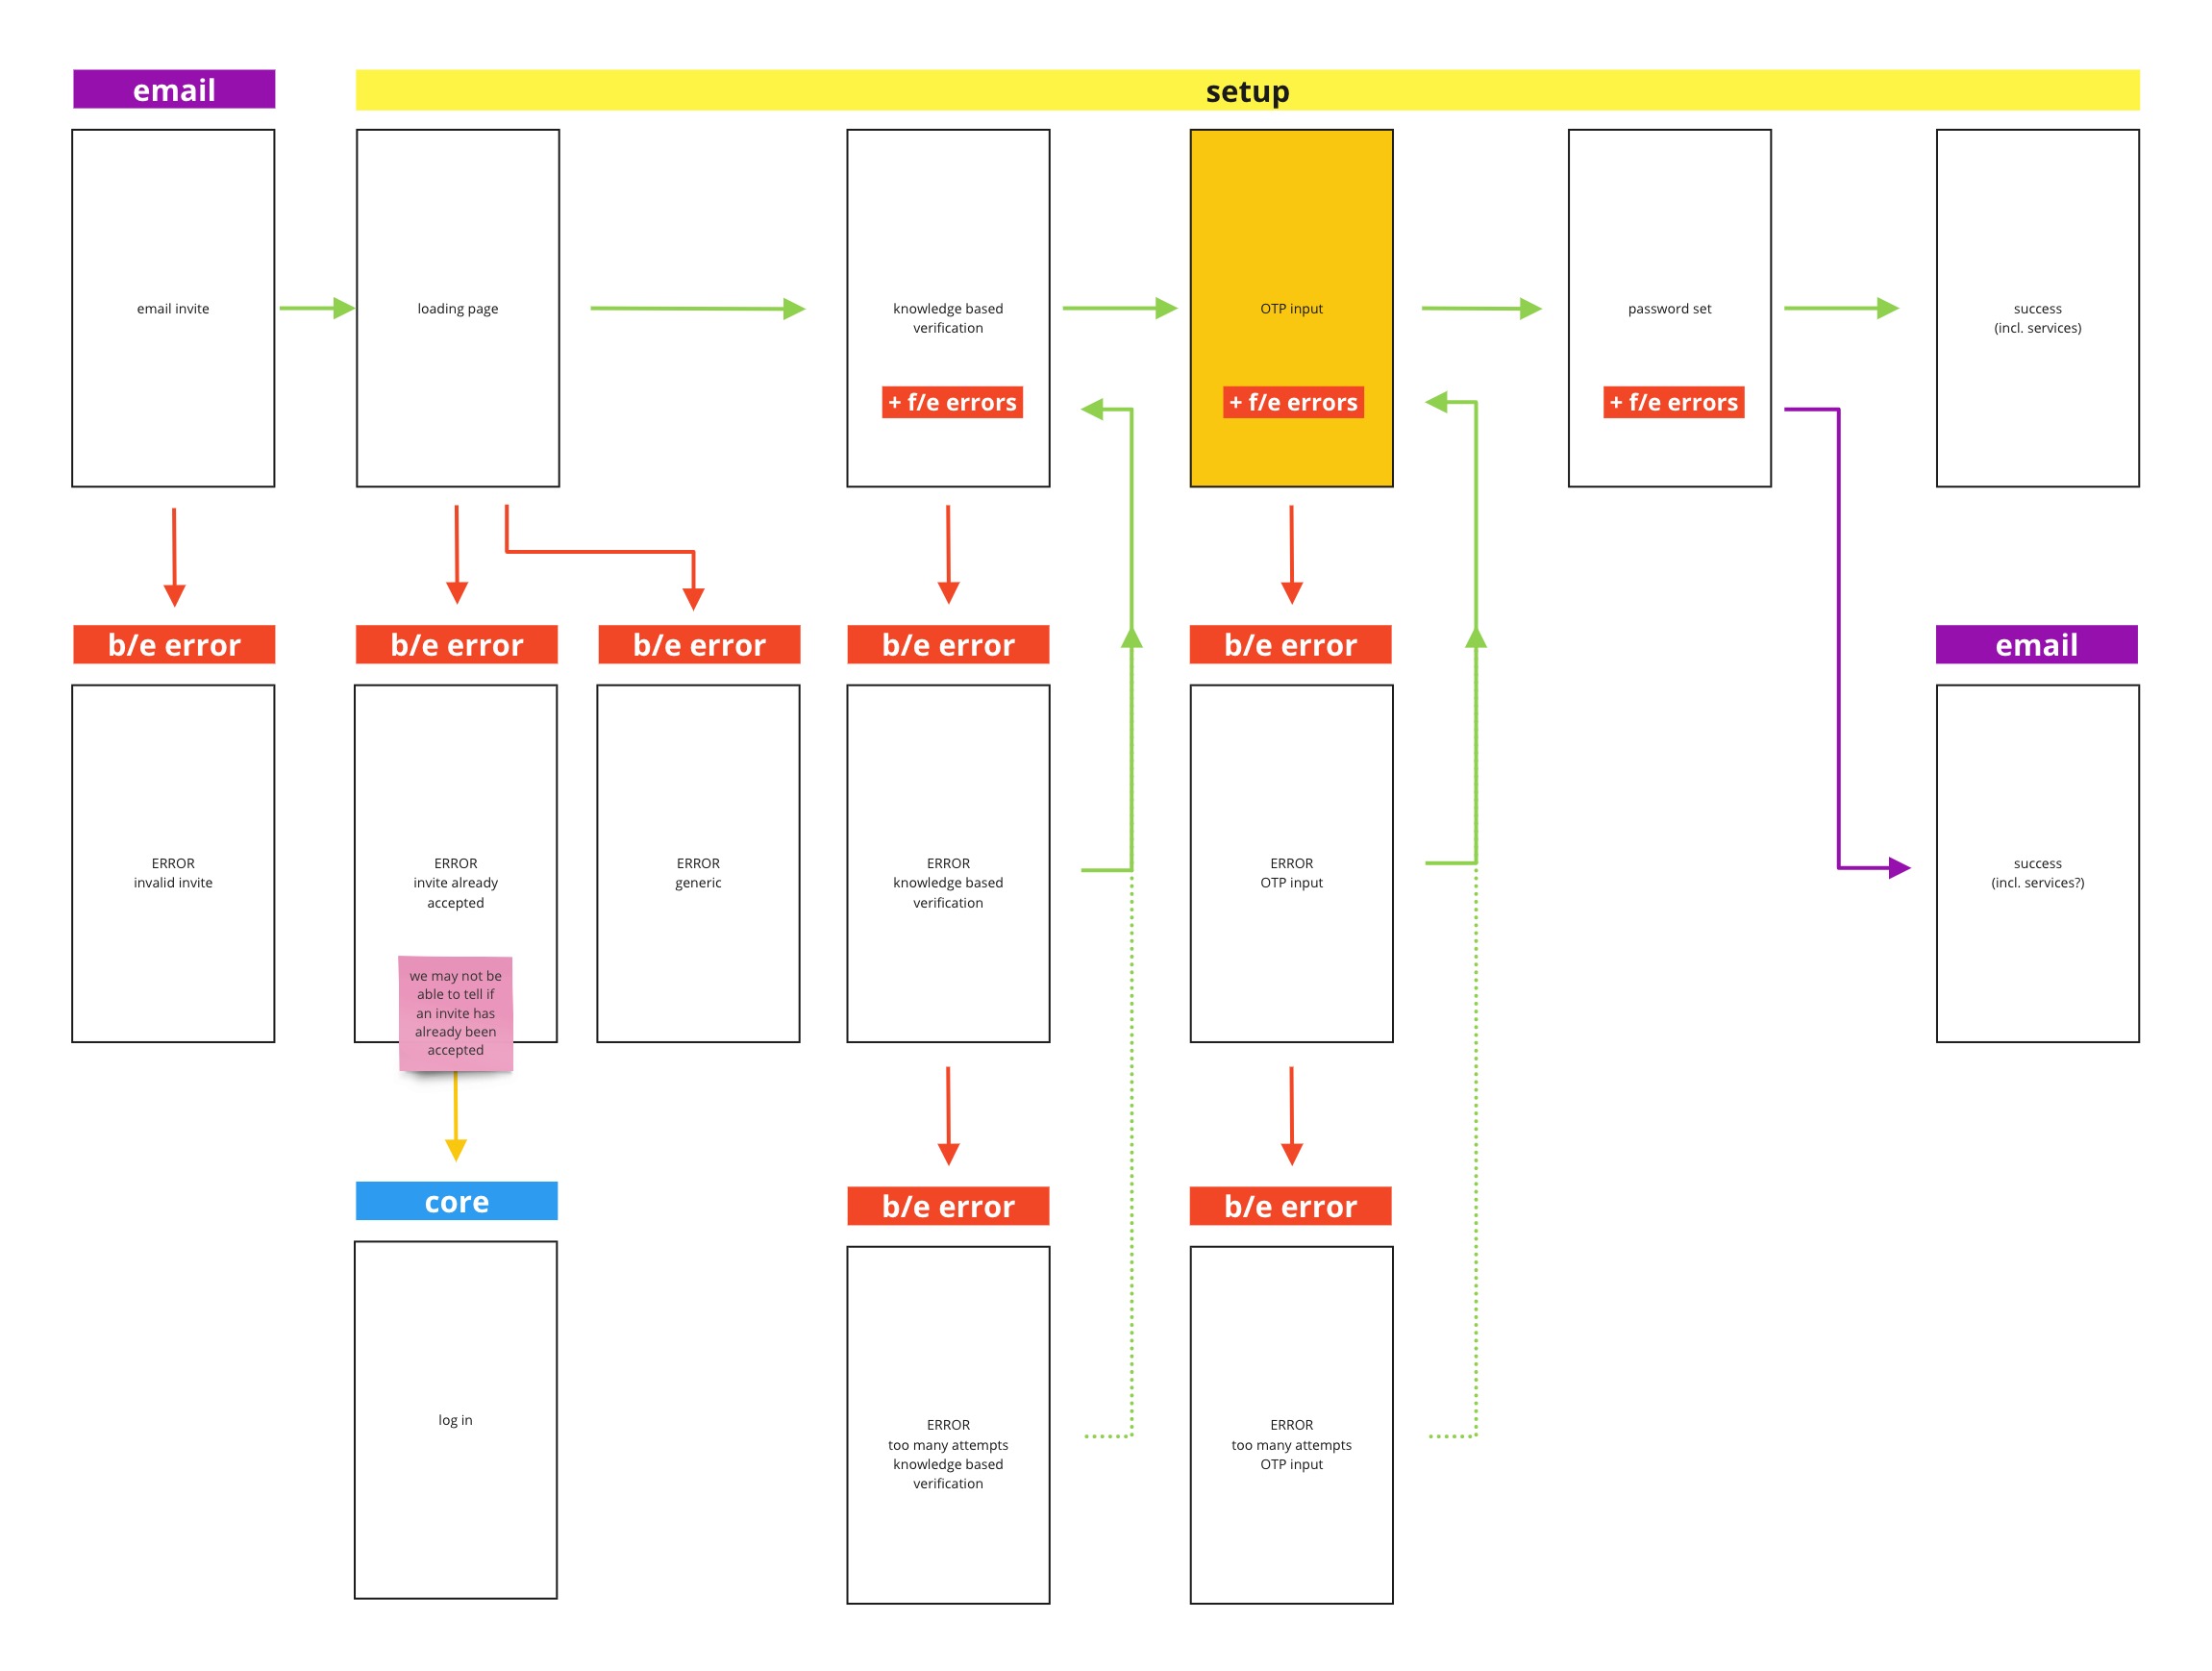 email
setup
email invite
loading page
knowledge based
verification
+ f/e errors
OTP input
+ f/e errors
password set
+ f/e errors
success
(incl. services)
b/e error
b/e error
b/e error
b/e error
b/e error
email
ERROR
invalid invite
ERROR
invite already
accepted
we may not be
able to tell if
an invite has
already been
accepted
ERROR
generic
ERROR
knowledge based
verification
ERROR
OTP input
success
(incl. services?)
core
b/e error
b/e error
log in
ERROR
too many attempts
knowledge based
verification
ERROR
too many attempts
OTP input